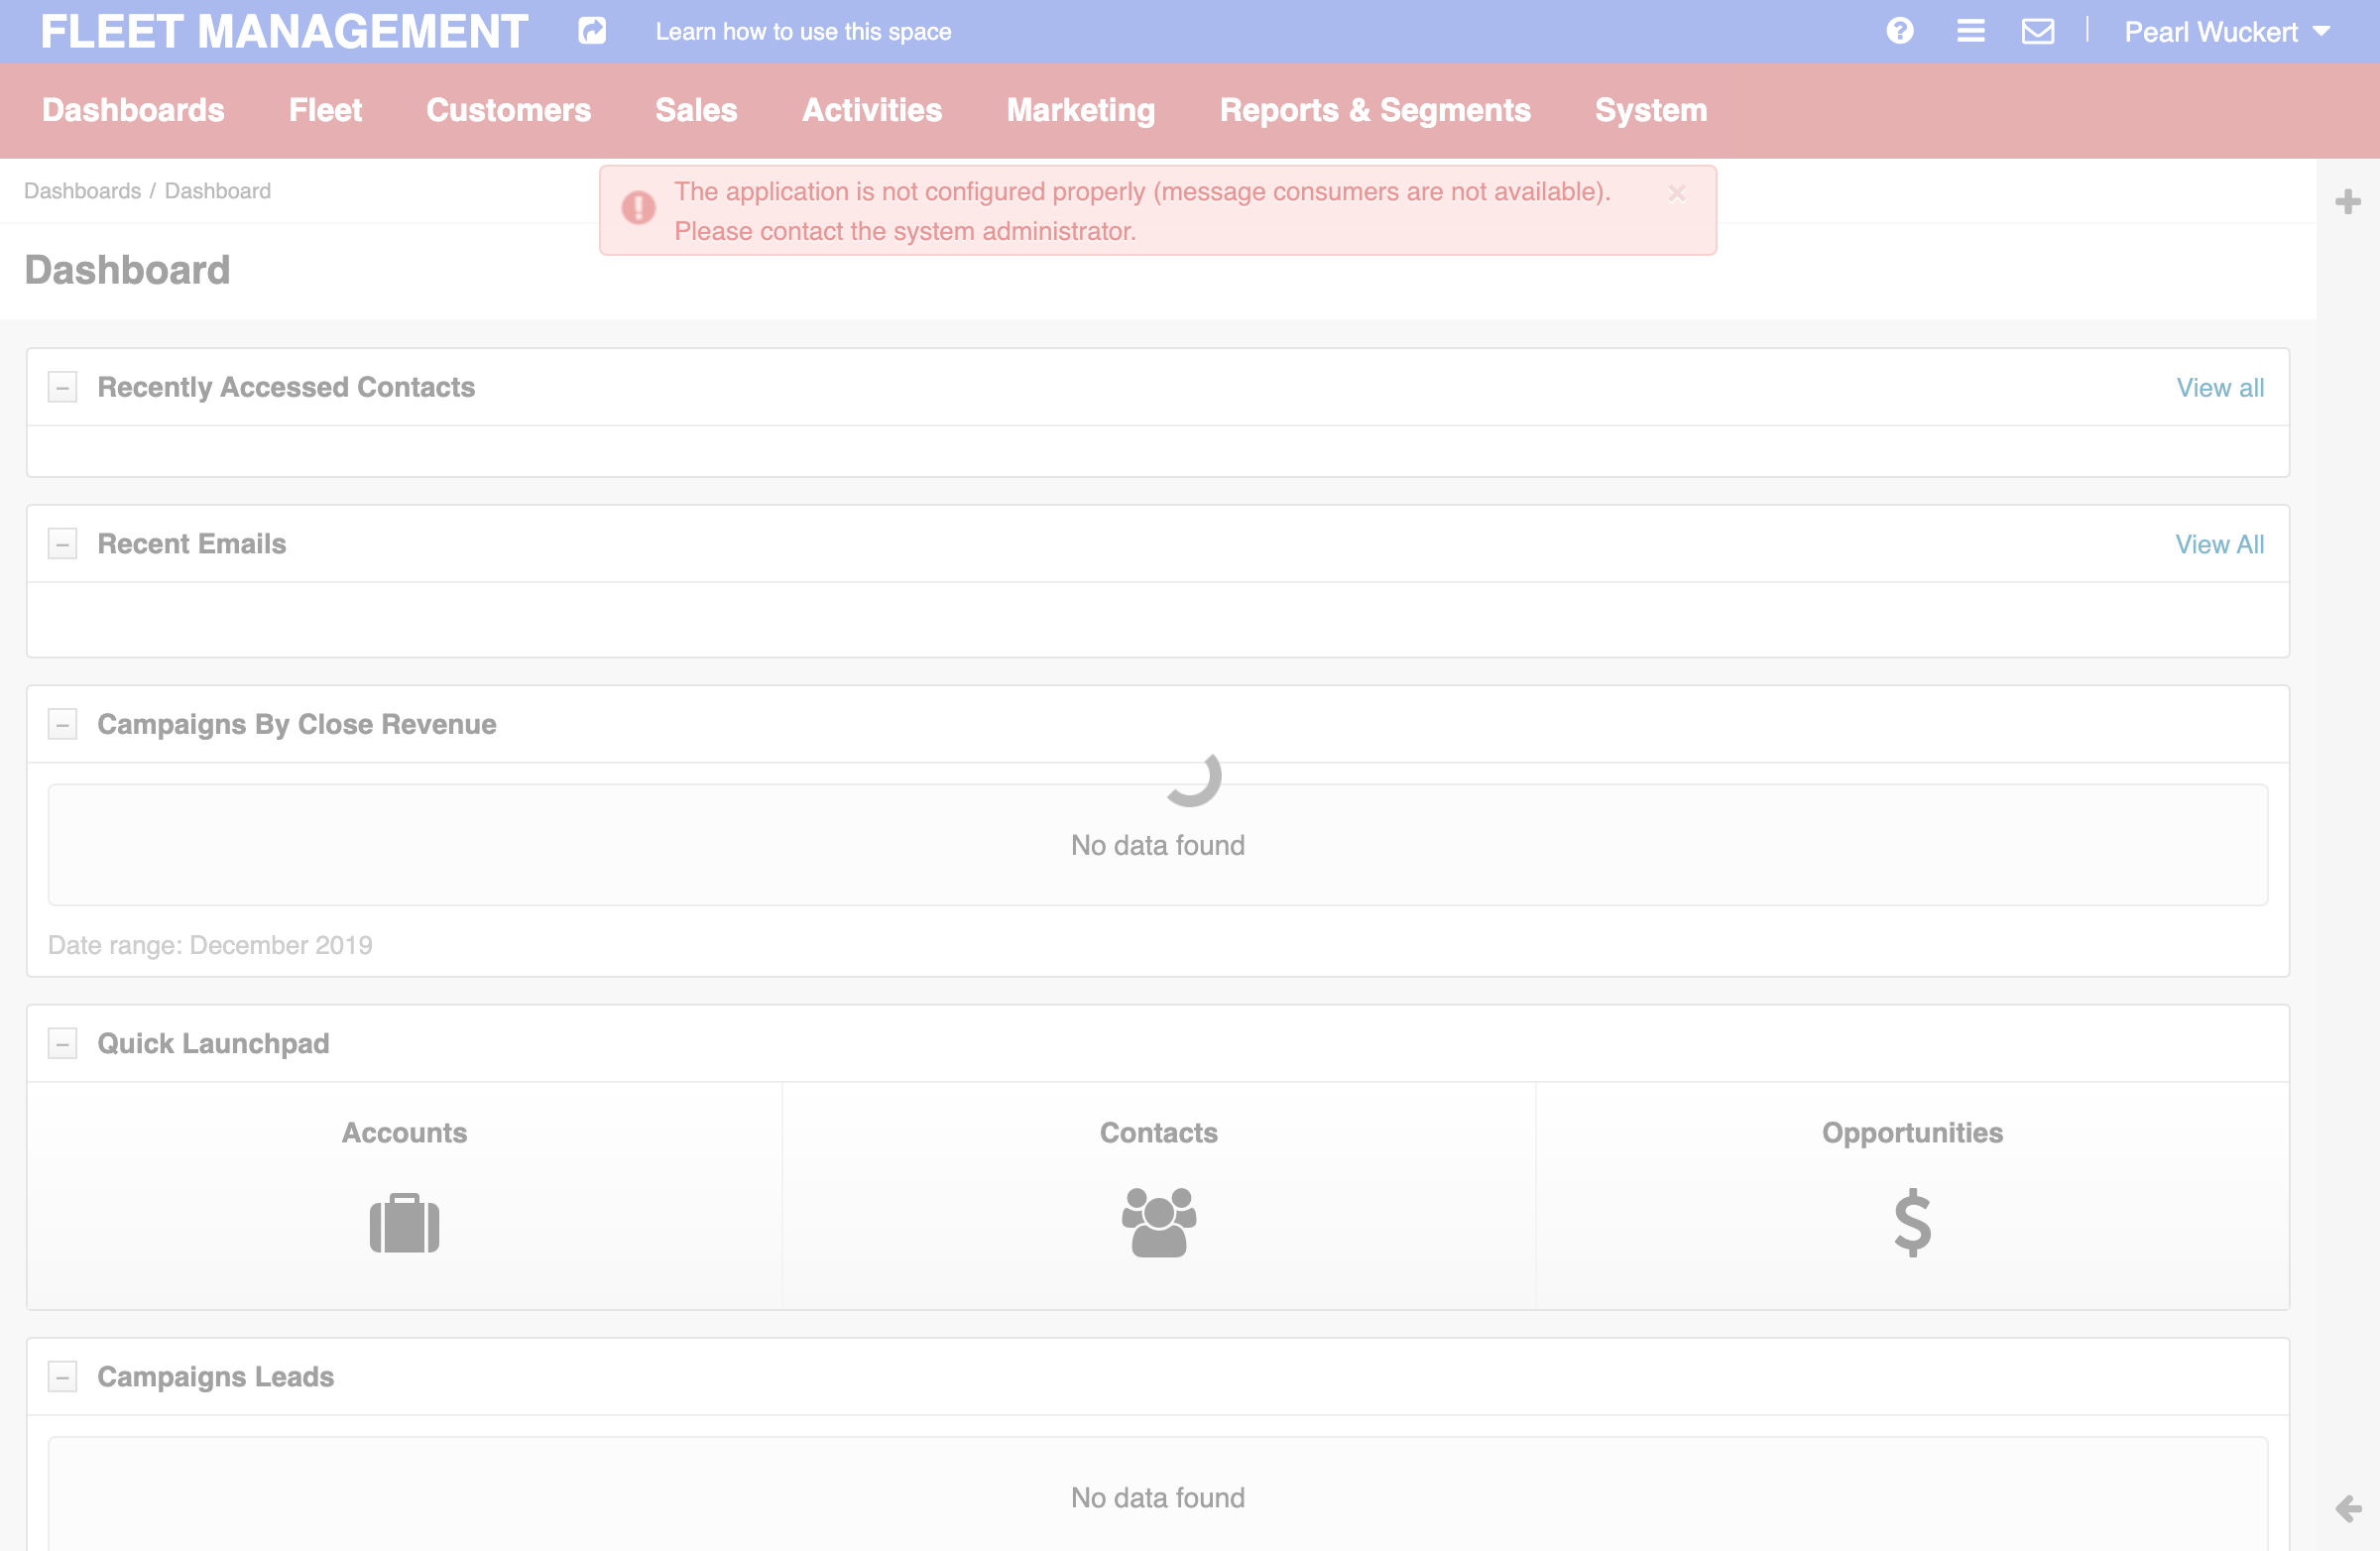 FLEET MANAGEMENT
Learn how to use this space
Pearl Wuckert
Dashboards Fleet Customers Sales Activities Marketing Reports & Segments System
Dashboards / Dashboard
The application is not configured properly (message consumers are not available).
Please contact the system administrator.
Dashboard
Recently Accessed Contacts
View all
Recent Emails
View All
Campaigns By Close Revenue
No data found
Date range: December 2019
Quick Launchpad
Accounts
Contacts
Opportunities
Campaigns Leads
No data found